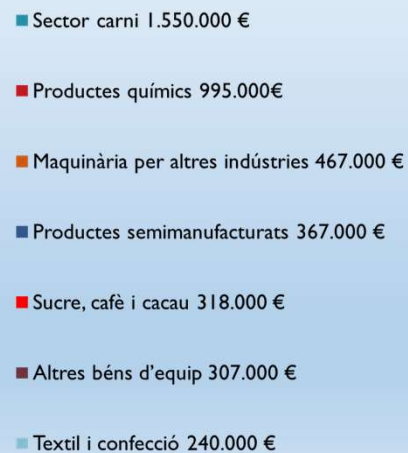 Sector carni 1.550.000 €
Productes químics 995.000€
Maquinària per altres indústries 467.000 €
Productes semimanufacturats 367.000 €
Sucre, cafè i cacau 318.000 €
Altres béns d'equip 307.000 €
Textil i confecció 240.000 €